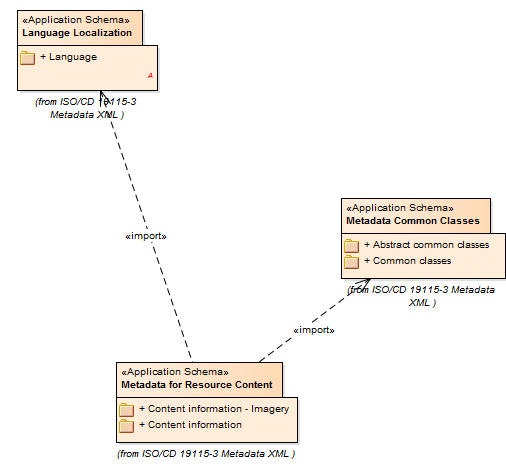 «Application Schema»
Language Localization
+ Language
A
(from ISO/CD 19115-3
Metadata XML )
«import»
«Application Schema»
Metadata Common Classes
+ Abstract common classes
+ Common classes
(from ISO/CD 19115-3 Metadata
XML )
«import»
«Application Schema»
Metadata for Resource Content
+ Content information - Imagery
+ Content information
(from ISO/CD 19115-3 Metadata XML )